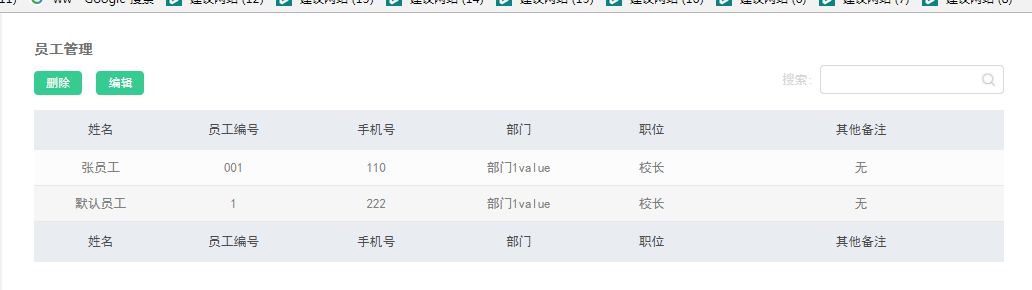 员工管理
删除 编辑 搜索:
姓名 员工编号 手机号 部门 职位 其他备注
张员工 001 110 部门1value 校长 无
默认员工 1 222 部门1value 校长 无
姓名 员工编号 手机号 部门 职位 其他备注